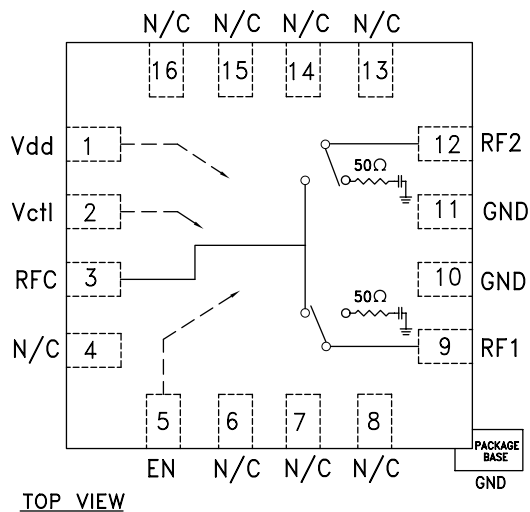 N/C N/C N/C N/C
16 15 14 13
Vdd 1
12 RF2
50Ω
Vctl 2
11 GND
RFC 3
10 GND
50Ω
N/C 4
9 RF1
5 6 7 8
EN N/C N/C N/C
PACKAGE
BASE
GND
TOP VIEW